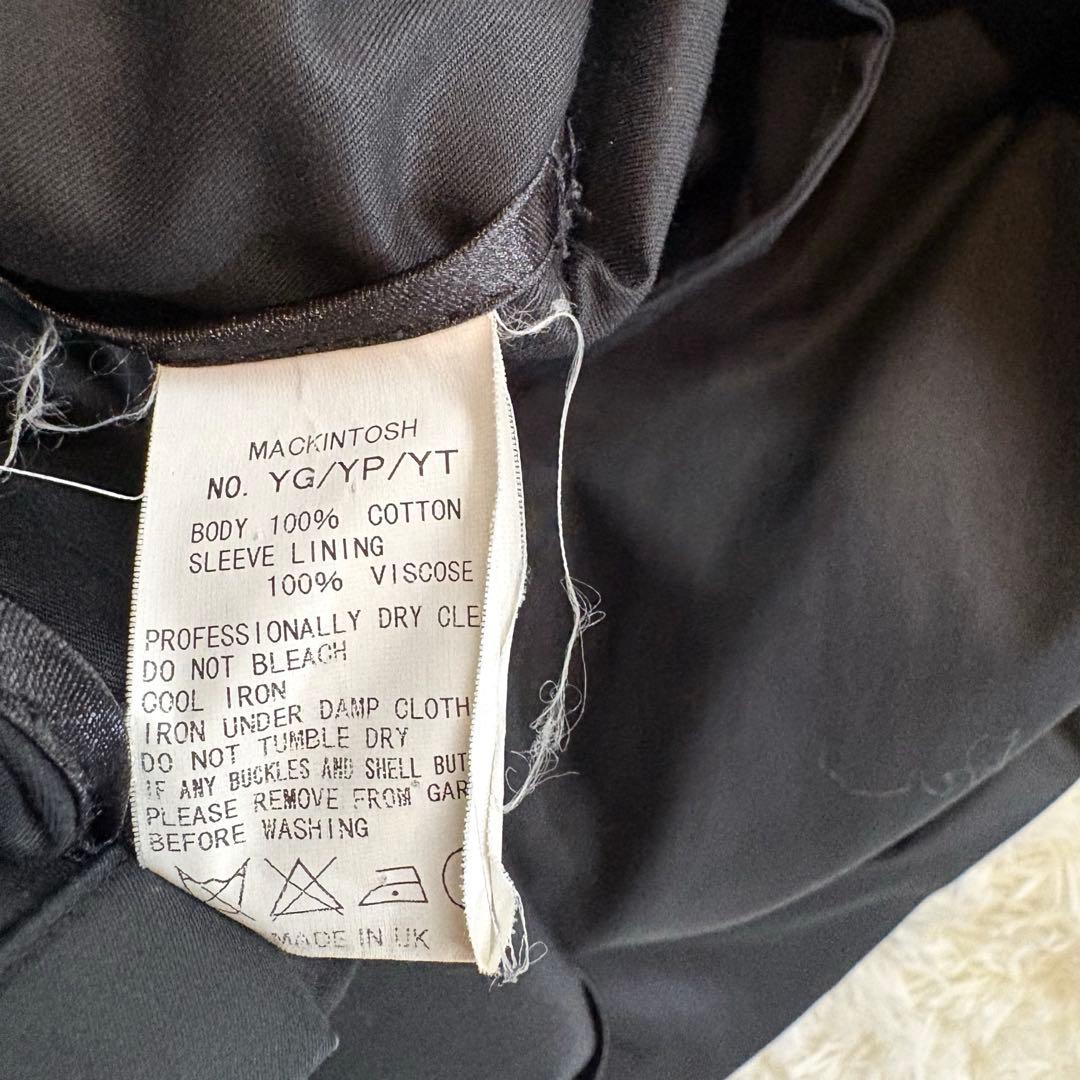 MACKINTOSH
NO. YG/YP/YT
BODY 100% COTTON
SLEEVE LINING
100% VISCOSE
PROFESSIONALLY DRY CLE
DO NOT BLEACH
COOL IRON
IRON UNDER DAMP CLOTH
DO NOT TUMBLE DRY
IF ANY BUCKLES AND SHELL BUT
PLEASE REMOVE FROM GAR
BEFORE WASHING
MADE IN UK